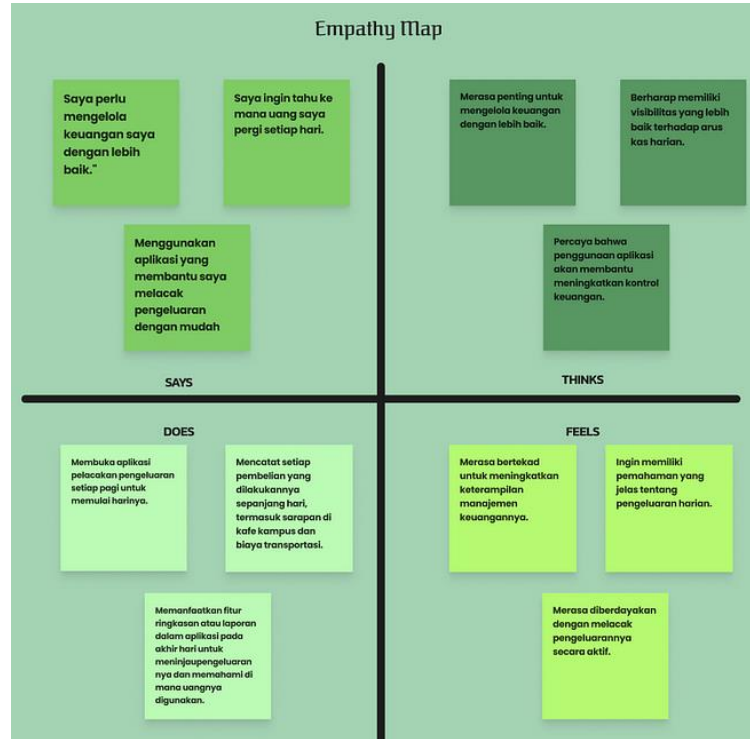 Empathy Map
Saya perlu
mengelola
keuangan saya
dengan lebih
baik."
Saya ingin tahu ke
mana uang saya
pergi setiap hari.
Menggunakan
aplikasi yang
membantu saya
melacak
pengeluaran
dengan mudah
SAYS
Merasa penting untuk
mengelola keuangan
dengan lebih baik.
Berharap memiliki
visibilitas yang lebih
baik terhadap arus
kas harian.
Percaya bahwa
penggunaan aplikasi
akan membantu
meningkatkan kontrol
keuangan.
THINKS
DOES
Membuka aplikasi
pelacakan pengeluaran
setiap pagi untuk
memulai harinya.
Mencatat setiap
pembelian yang
dilakukannya
sepanjang hari,
termasuk sarapan di
kafe kampus dan
biaya transportasi.
Memanfaatkan fitur
ringkasan atau laporan
dalam aplikasi pada
akhir hari untuk
meninjaupengeluaran
nya dan memahami di
mana uangnya
digunakan.
FEELS
Merasa bertekad
untuk meningkatkan
keterampilan
manajemen
keuangannya.
Ingin memiliki
pemahaman yang
jelas tentang
pengeluaran harian.
Merasa diberdayakan
dengan melacak
pengeluarannya
secara aktif.